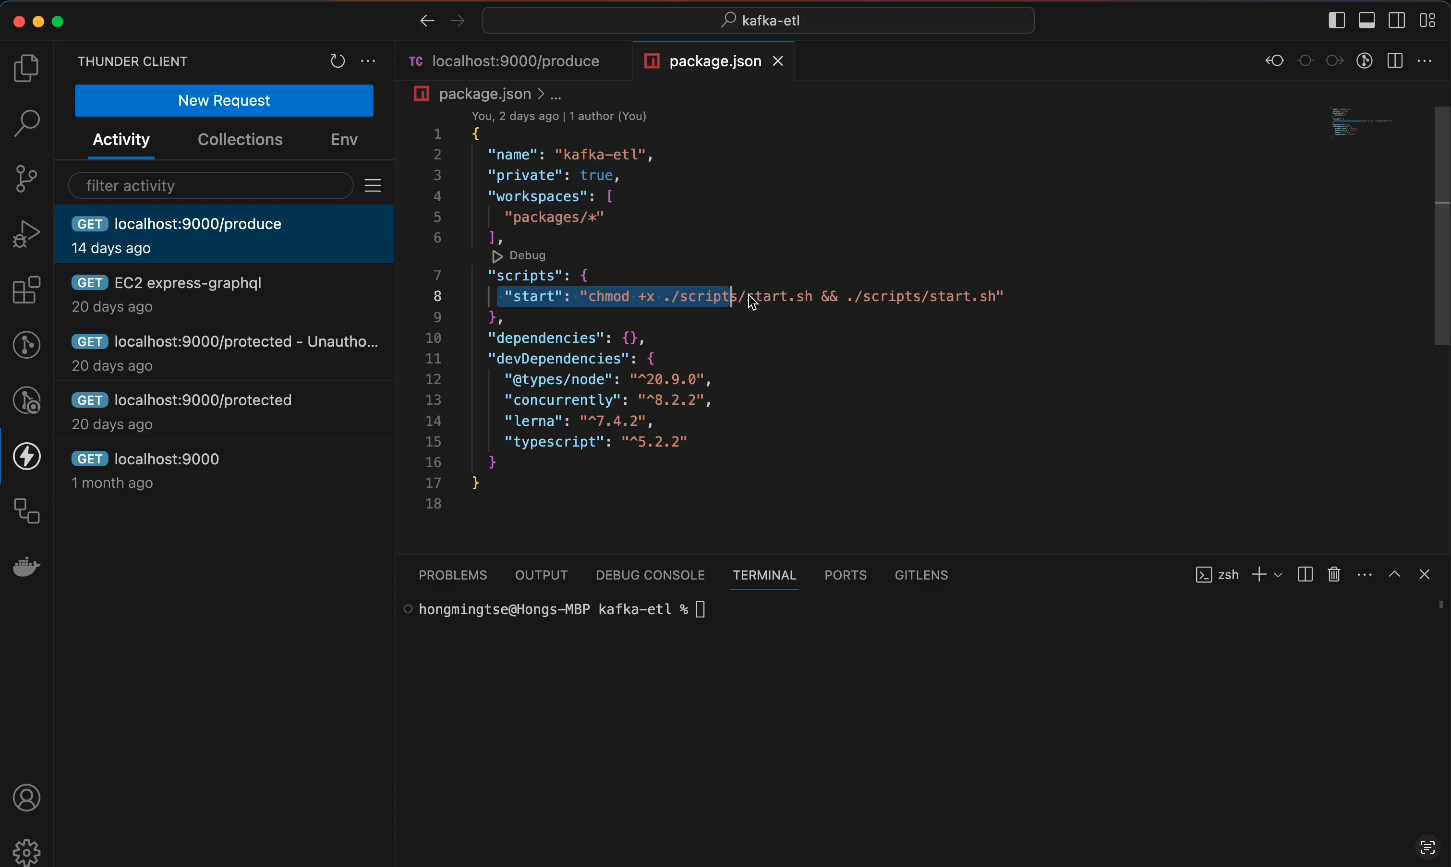 kafka-etl
THUNDER CLIENT
New Request
Activity
Collections
Env
filter activity
GET localhost:9000/produce
14 days ago
GET EC2 express-graphql
20 days ago
GET localhost:9000/protected - Unautho...
20 days ago
GET localhost:9000/protected
20 days ago
GET localhost:9000
1 month ago
TC localhost:9000/produce
package.json
package.json > ...
You, 2 days ago | 1 author (You)
1 {
2 "name": "kafka-etl",
3 "private": true,
4 "workspaces": [
5 "packages/*"
6 ],
Debug
7 "scripts": {
8 "start": "chmod +x ./scripts/start.sh && ./scripts/start.sh"
9 },
10 "dependencies": {},
11 "devDependencies": {
12 "@types/node": "^20.9.0",
13 "concurrently": "^8.2.2",
14 "lerna": "^7.4.2",
15 "typescript": "^5.2.2"
16 }
17 }
18
PROBLEMS
OUTPUT
DEBUG CONSOLE
TERMINAL
PORTS
GITLENS
zsh
hongmingtse@Hongs-MBP kafka-etl %